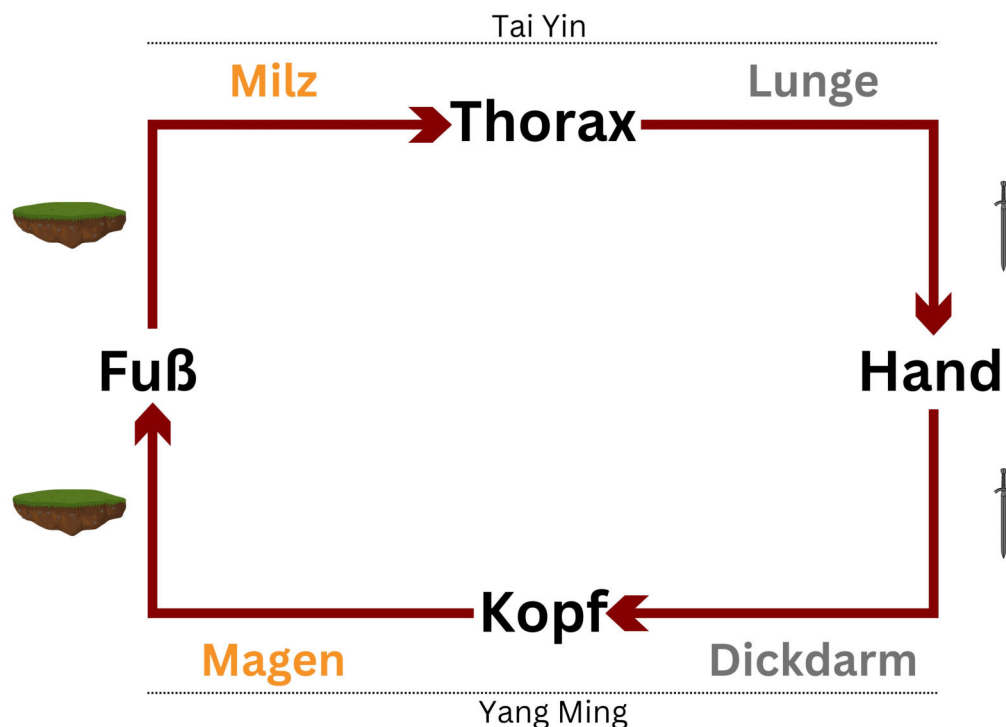 Tai Yin
Milz
Lunge
Thorax
Fuß
Hand
Kopf
Magen
Dickdarm
Yang Ming